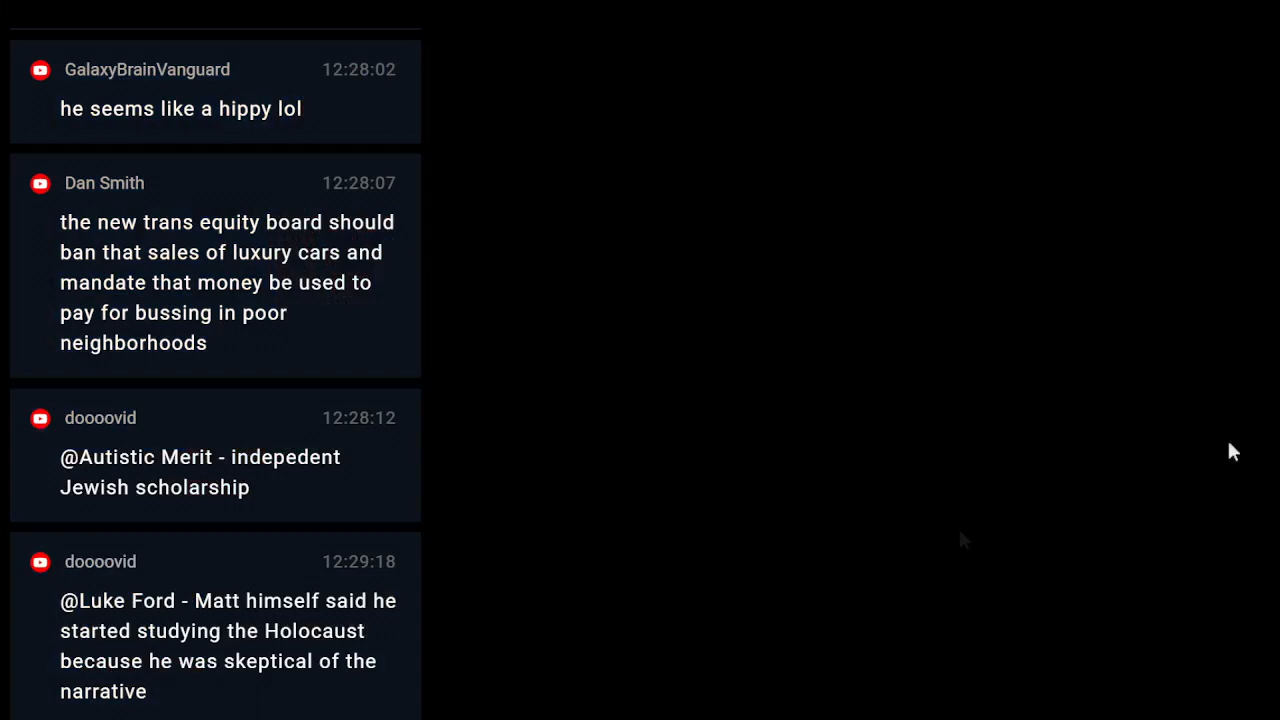 GalaxyBrainVanguard 12:28:02
he seems like a hippy lol
Dan Smith 12:28:07
the new trans equity board should
ban that sales of luxury cars and
mandate that money be used to
pay for bussing in poor
neighborhoods
doooovid 12:28:12
@Autistic Merit - indepedent
Jewish scholarship
doooovid 12:29:18
@Luke Ford - Matt himself said he
started studying the Holocaust
because he was skeptical of the
narrative